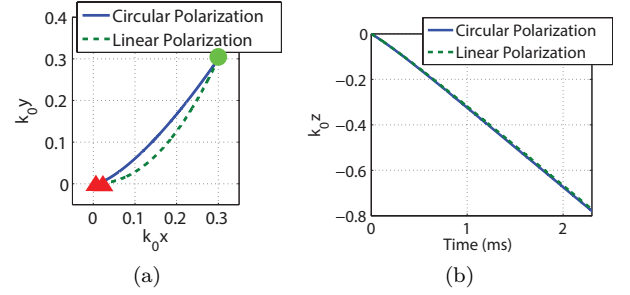 Circular Polarization
Linear Polarization
0.4
0.3
0.2
0.1
0
k₀y
0 0.1 0.2 0.3
k₀x
(a)
Circular Polarization
Linear Polarization
0
−0.2
−0.4
−0.6
−0.8
k₀z
0 1 2
Time (ms)
(b)